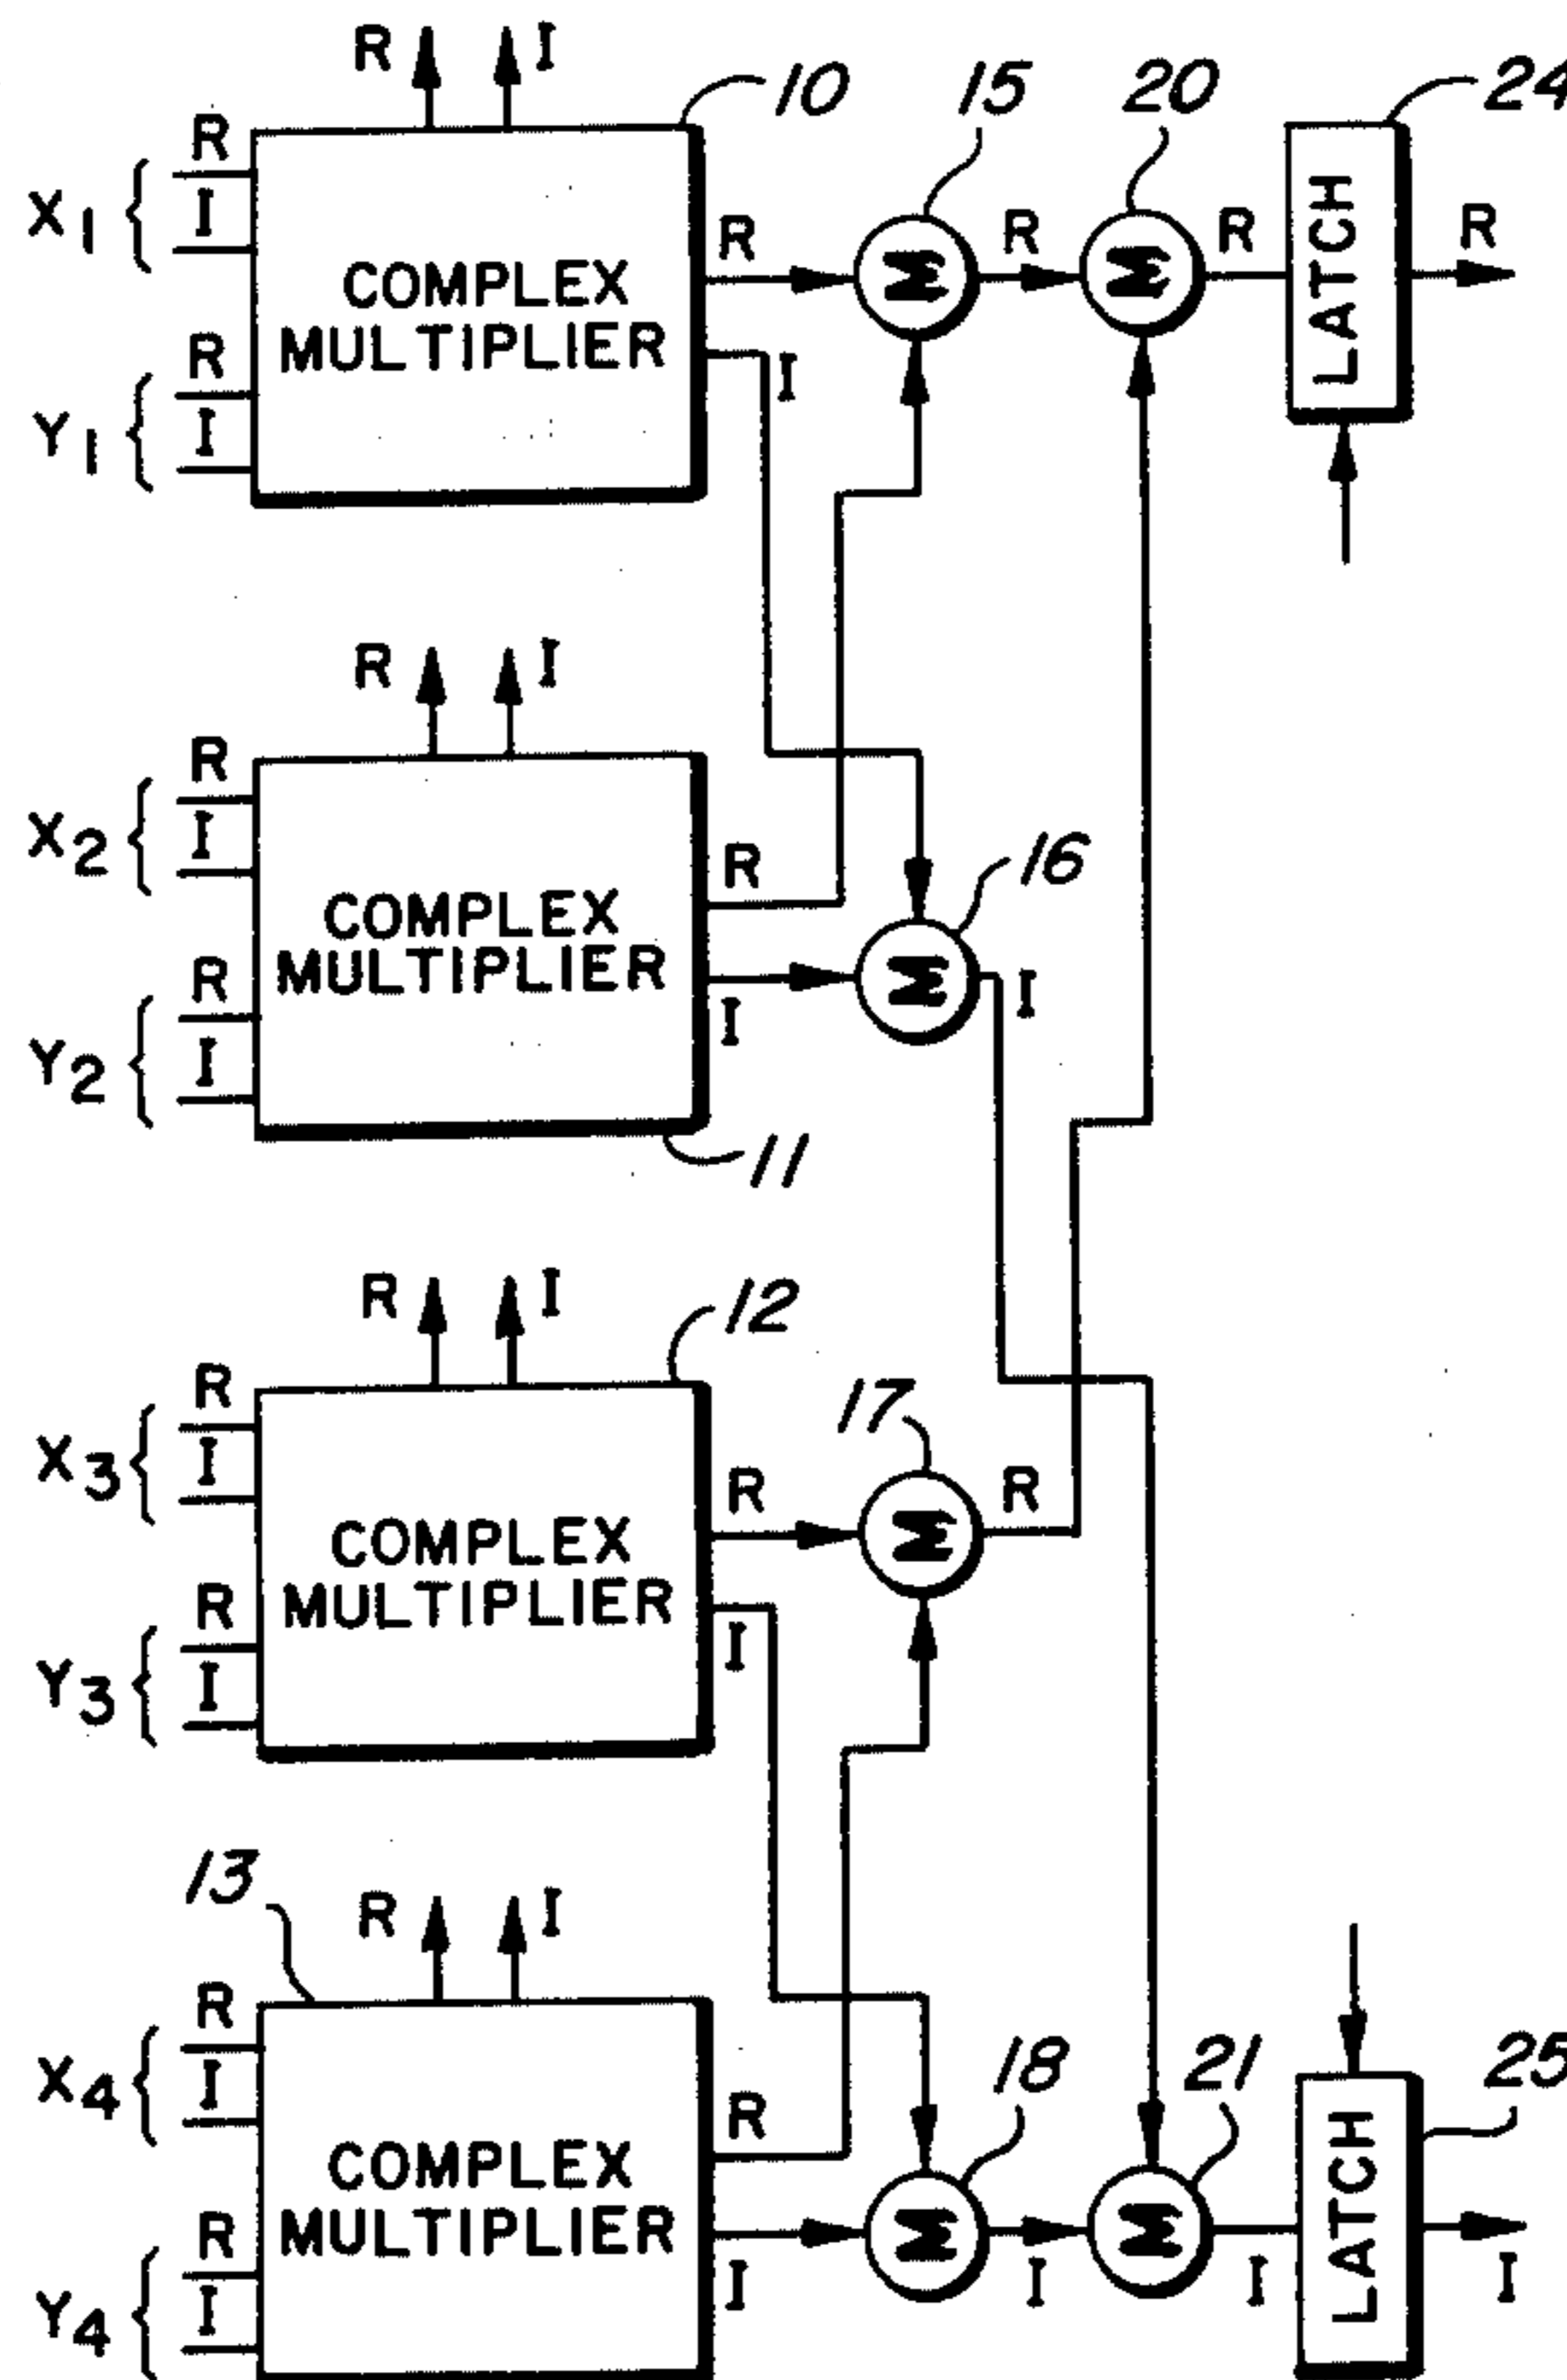 R I 10 15 20 24
X1 R
I
COMPLEX
MULTIPLIER
R R R LATCH R
Y1 R
I
I
R I
X2 R
I
COMPLEX
MULTIPLIER
R 16
Y2 R
I
I I
11
R I 12
X3 R
I
COMPLEX
MULTIPLIER
R 17 R
Y3 R
I
I
13 R I
X4 R
I
COMPLEX
MULTIPLIER
R 18 21 25
Y4 R
I
I I I LATCH I